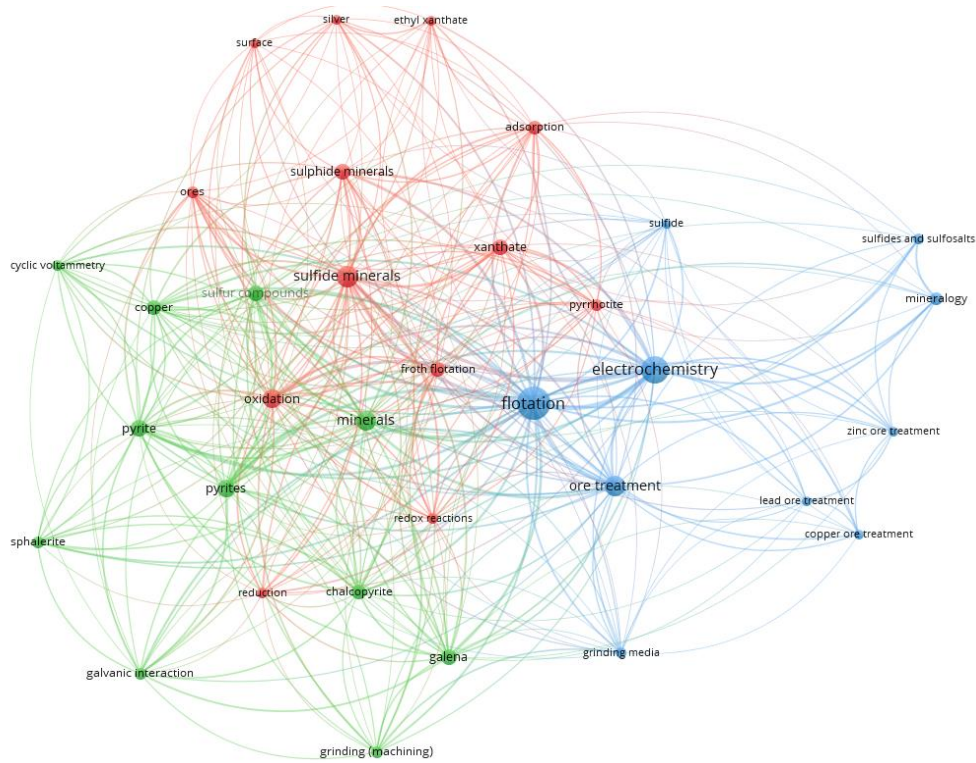 silver
ethyl xanthate
surface
adsorption
sulphide minerals
ores
sulfide
sulfides and sulfosalts
xanthate
cyclic voltammetry
sulfide minerals
sulfur compounds
mineralogy
copper
pyrrhotite
froth flotation
electrochemistry
oxidation
flotation
minerals
pyrite
zinc ore treatment
pyrites
ore treatment
lead ore treatment
redox reactions
copper ore treatment
sphalerite
reduction
chalcopyrite
grinding media
galena
galvanic interaction
grinding (machining)